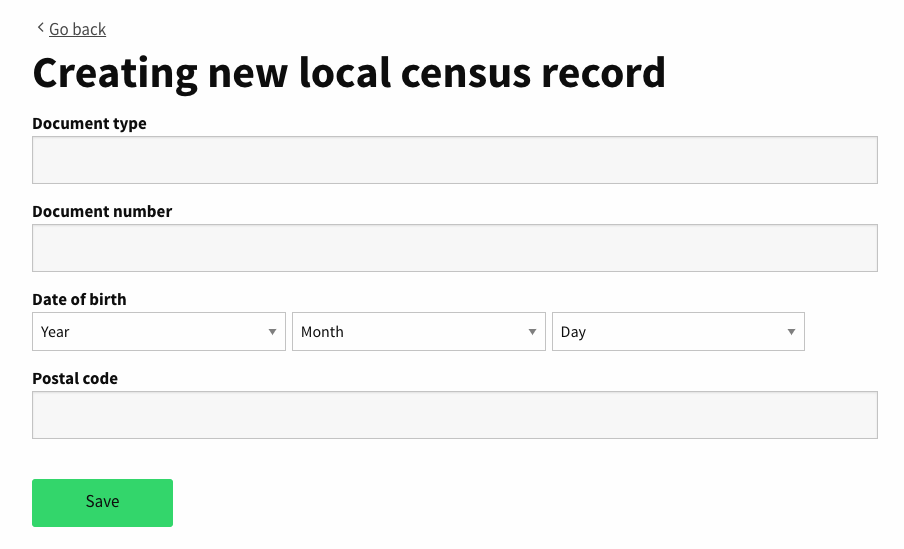 Go back
Creating new local census record
Document type
Document number
Date of birth
Year Month Day
Postal code
Save